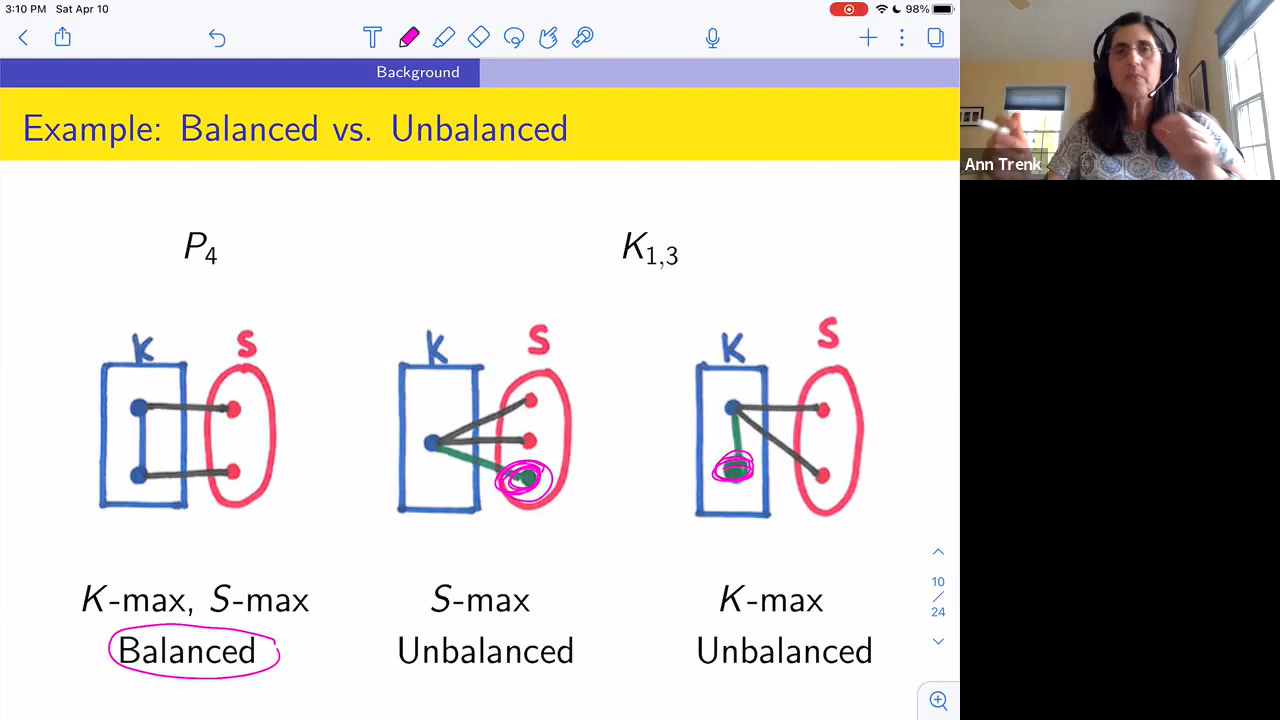 3:10 PM Sat Apr 10 98%
Background
Example: Balanced vs. Unbalanced
Ann Trenk
P4 K1,3
K S K S K S
10
/
24
K-max, S-max S-max K-max
Balanced Unbalanced Unbalanced